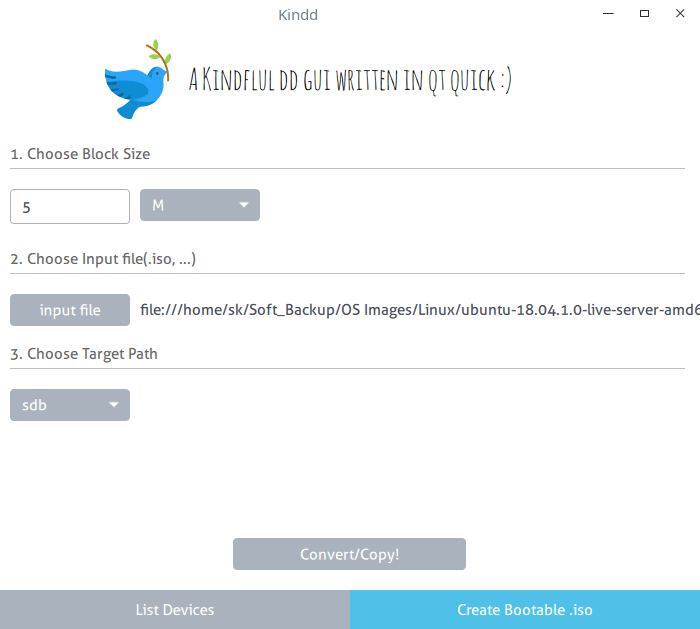 Kindd
A Kindflul dd gui written in qt quick :)
1. Choose Block Size
5 M
2. Choose Input file(.iso, ...)
input file file:///home/sk/Soft_Backup/OS Images/Linux/ubuntu-18.04.1.0-live-server-amd6
3. Choose Target Path
sdb
Convert/Copy!
List Devices Create Bootable .iso